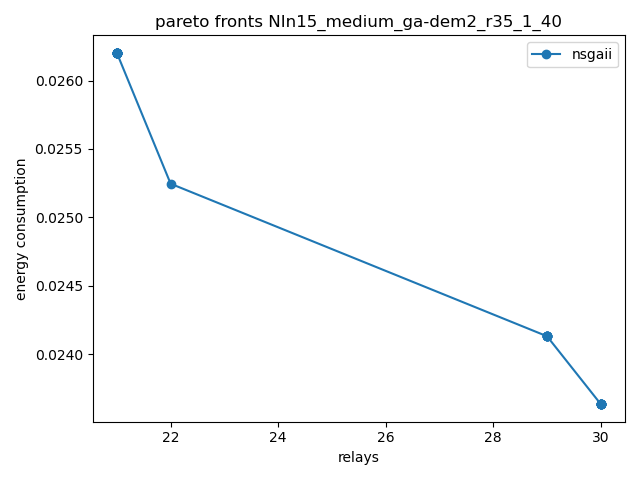 pareto fronts NIn15_medium_ga-dem2_r35_1_40
nsgaii
0.0260
0.0255
0.0250
0.0245
0.0240
energy consumption
22 24 26 28 30
relays